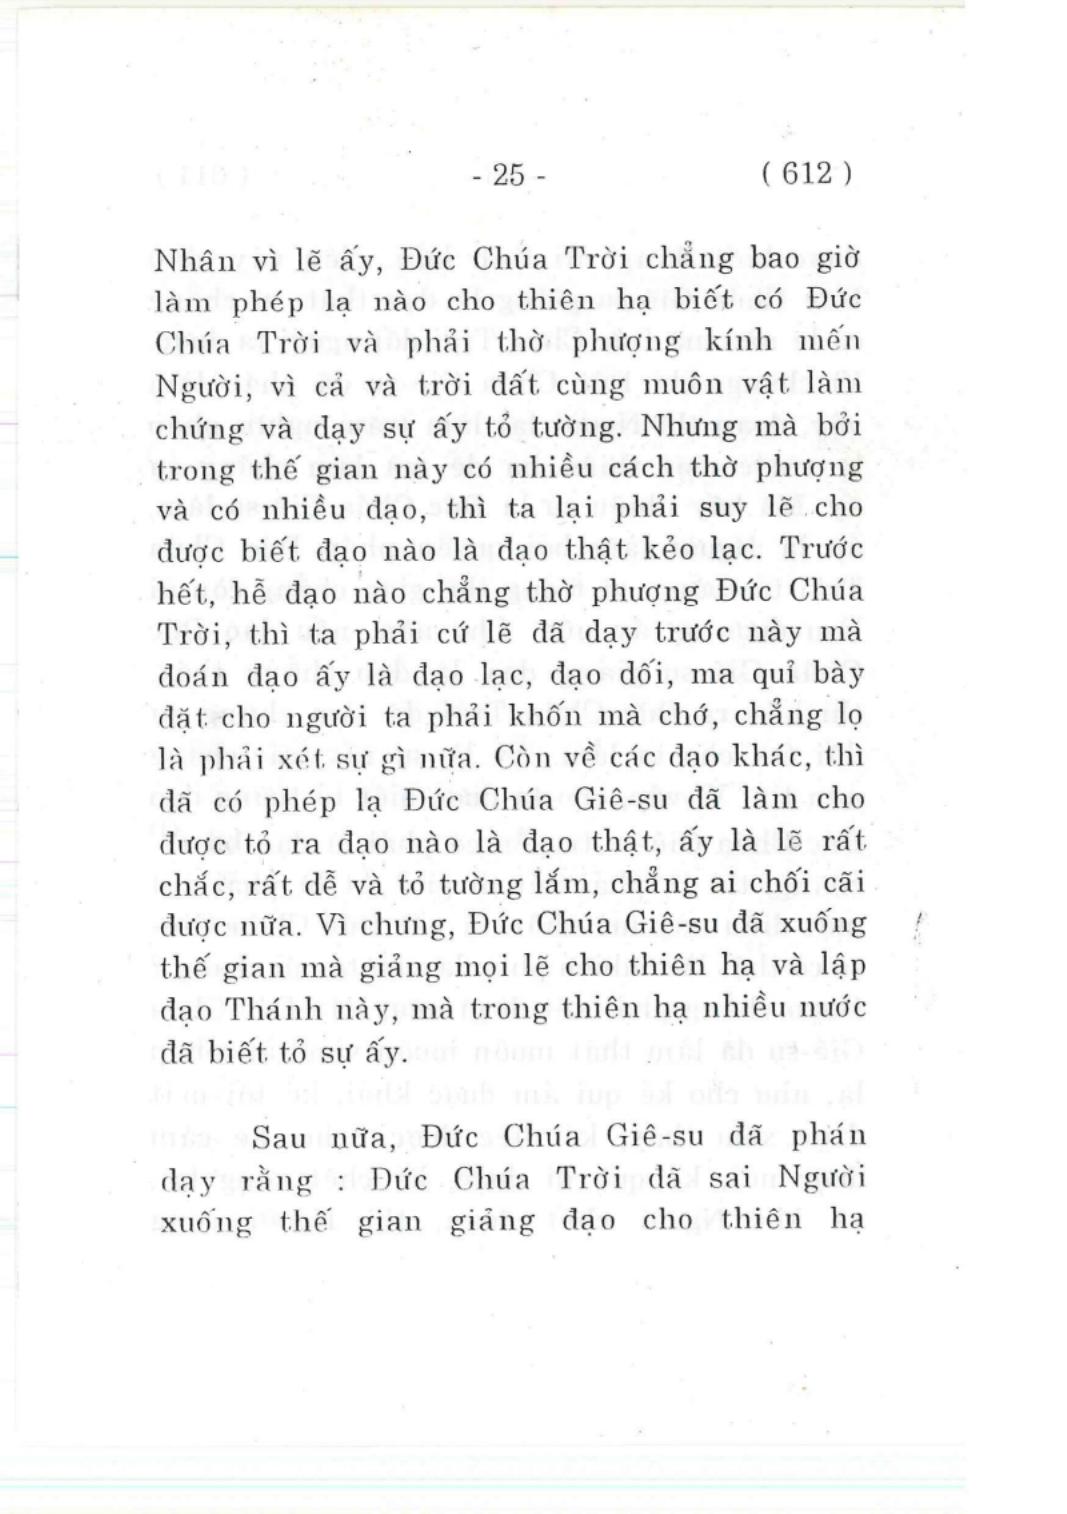 - 25 - ( 612 )
Nhân vì lẽ ấy, Đức Chúa Trời chẳng bao giờ
làm phép lạ nào cho thiên hạ biết có Đức
Chúa Trời và phải thờ phượng kính mến
Người, vì cả và trời đất cùng muôn vật làm
chứng và dạy sự ấy tỏ tường. Nhưng mà bởi
trong thế gian này có nhiều cách thờ phượng
và có nhiều đạo, thì ta lại phải suy lẽ cho
được biết đạo nào là đạo thật kẻo lạc. Trước
hết, hễ đạo nào chẳng thờ phượng Đức Chúa
Trời, thì ta phải cứ lẽ đã dạy trước này mà
đoán đạo ấy là đạo lạc, đạo dối, ma quỉ bày
đặt cho người ta phải khốn mà chớ, chẳng lọ
là phải xét sự gì nữa. Còn về các đạo khác, thì
đã có phép lạ Đức Chúa Giê-su đã làm cho
được tỏ ra đạo nào là đạo thật, ấy là lẽ rất
chắc, rất dễ và tỏ tường lắm, chẳng ai chối cãi
được nữa. Vì chưng, Đức Chúa Giê-su đã xuống
thế gian mà giảng mọi lẽ cho thiên hạ và lập
đạo Thánh này, mà trong thiên hạ nhiều nước
đã biết tỏ sự ấy.
Sau nữa, Đức Chúa Giê-su đã phán
dạy rằng : Đức Chúa Trời đã sai Người
xuống thế gian giảng đạo cho thiên hạ